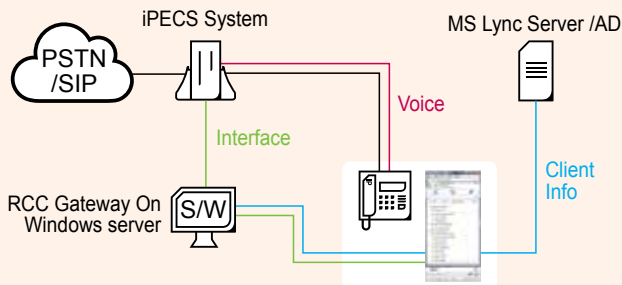 iPECS System
MS Lync Server /AD
PSTN
/SIP
Voice
Interface
Client
Info
RCC Gateway On
Windows server
S/W